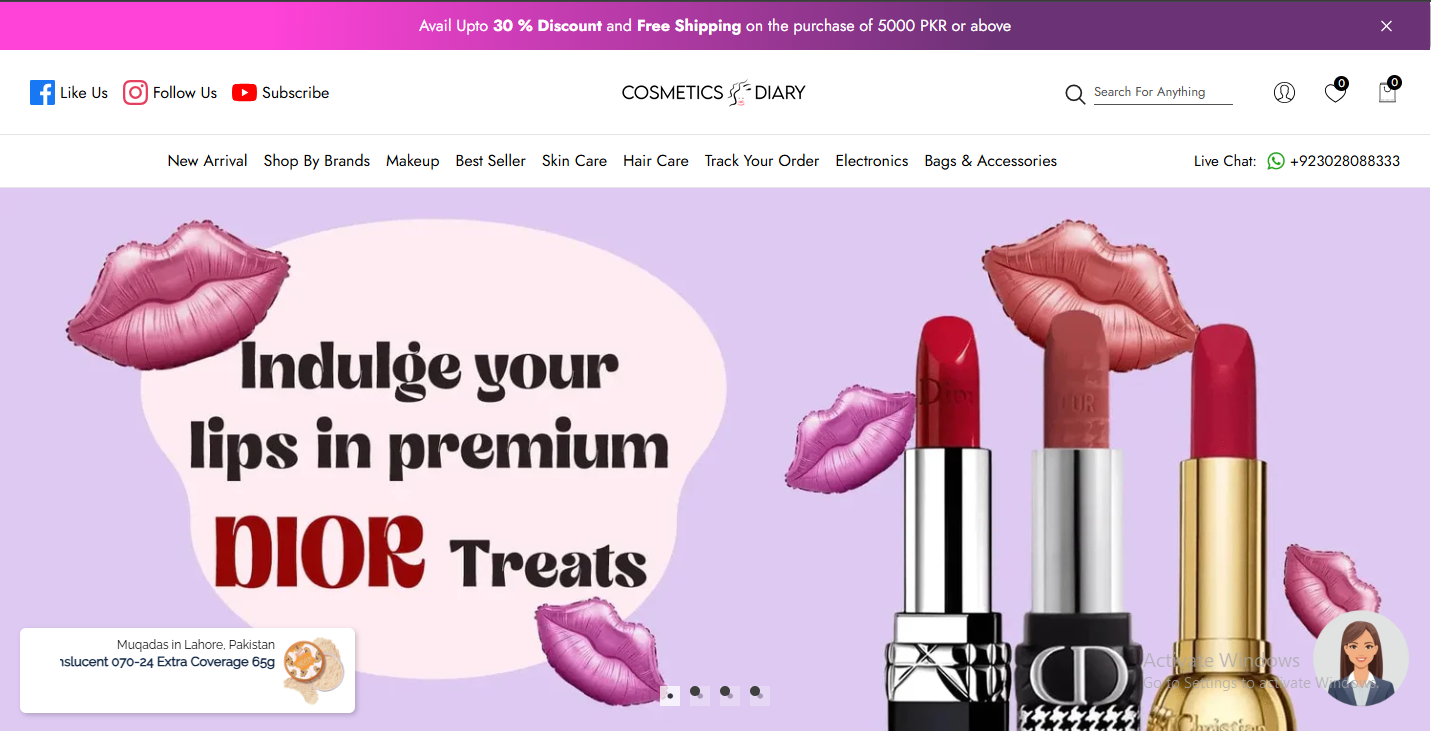 Avail Upto 30 % Discount and Free Shipping on the purchase of 5000 PKR or above
Like Us Follow Us Subscribe
COSMETICS DIARY
Search For Anything
0
0
New Arrival Shop By Brands Makeup Best Seller Skin Care Hair Care Track Your Order Electronics Bags & Accessories
Live Chat: +923028088333
Indulge your
lips in premium
DIOR Treats
Dior
CD
Christian
Muqadas in Lahore, Pakistan
070-24 Extra Coverage 65g
Activate Windows
Go to Settings to activate Windows.